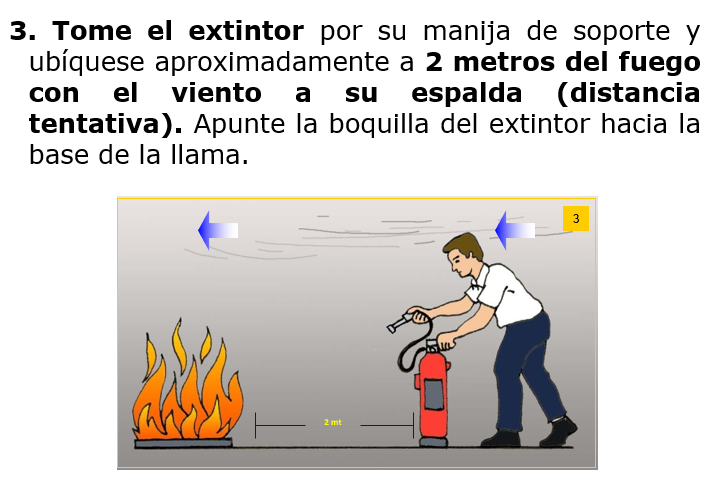 3. Tome el extintor por su manija de soporte y
ubíquese aproximadamente a 2 metros del fuego
con el viento a su espalda (distancia
tentativa). Apunte la boquilla del extintor hacia la
base de la llama.
3
2 mt